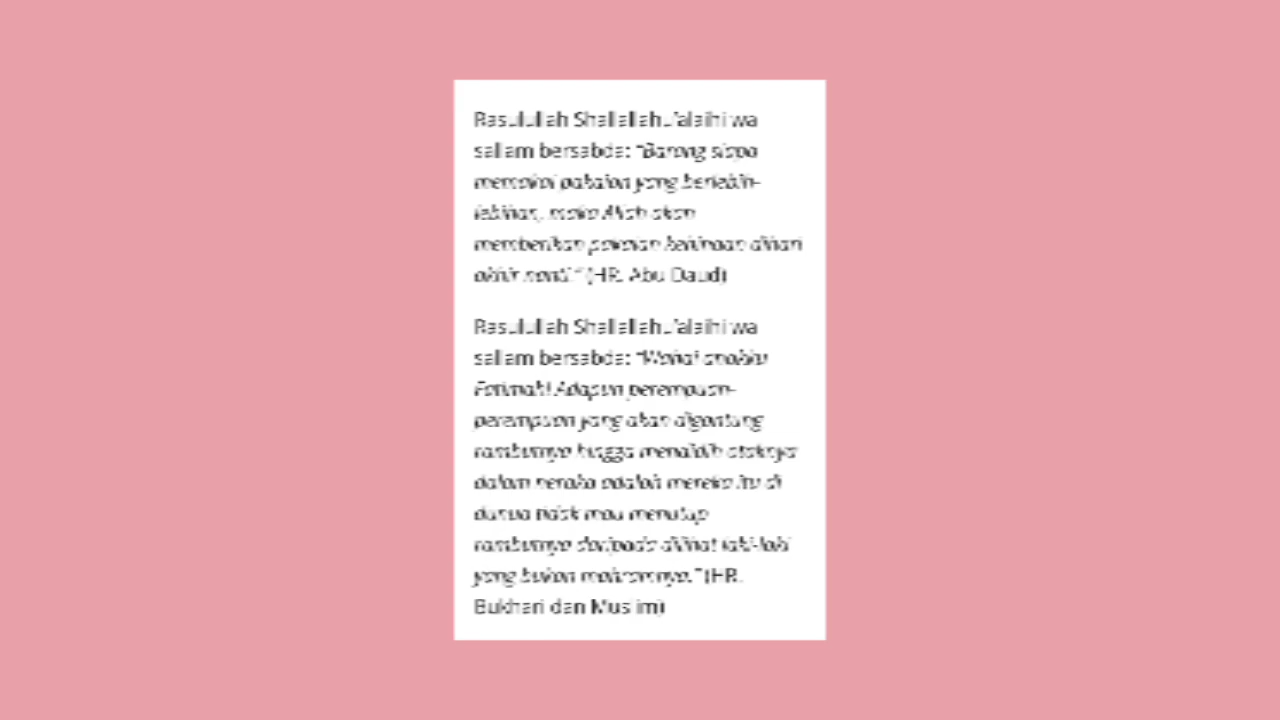 Rasulullah Shallallahu 'alaihi wa
sallam bersabda: "Barang siapa
memakai pakaian yang berlebih-
lebihan, maka Allah akan
memberikan pakaian kehinaan dihari
akhir nanti." (HR. Abu Daud)
Rasulullah Shallallahu 'alaihi wa
sallam bersabda: "Wahai anakku
Fatimah! Adapun perempuan-
perempuan yang akan digantung
rambutnya hingga mendidih otaknya
dalam neraka adalah mereka itu di
dunia tidak mau menutup
rambutnya daripada dilihat laki-laki
yang bukan mahramnya." (HR.
Bukhari dan Muslim)